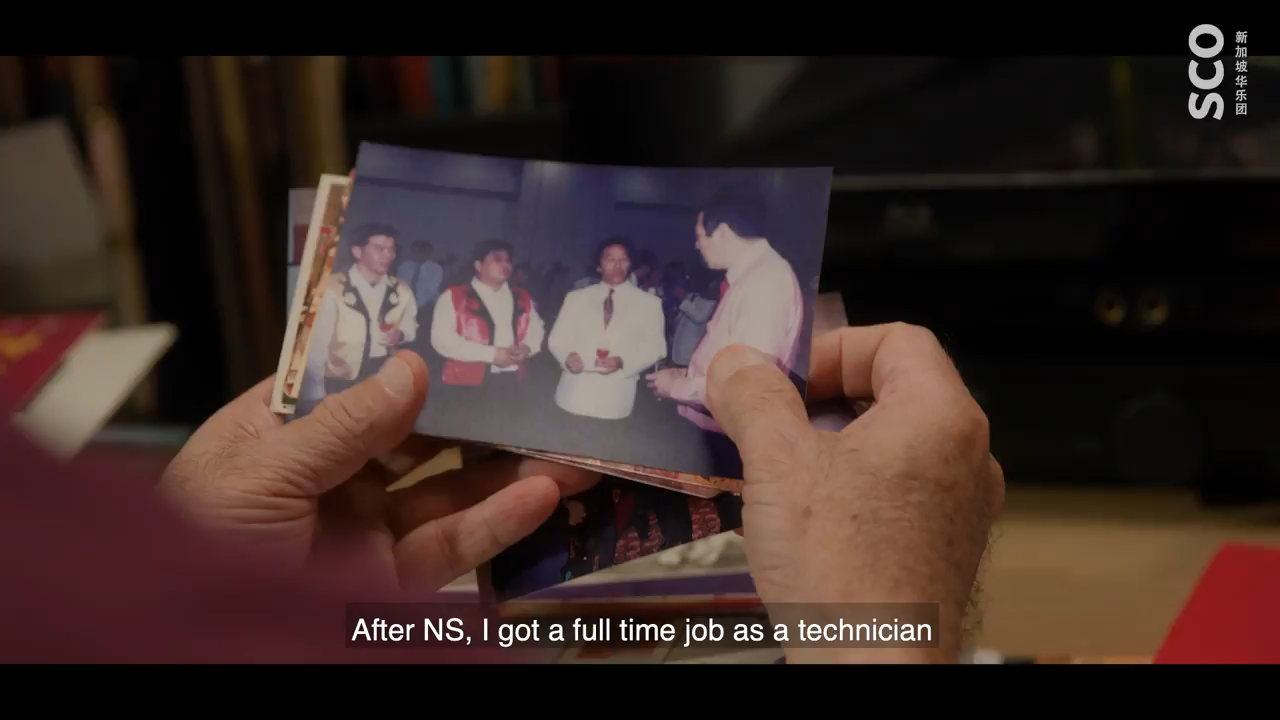 SCO
新加坡华乐团
After NS, I got a full time job as a technician